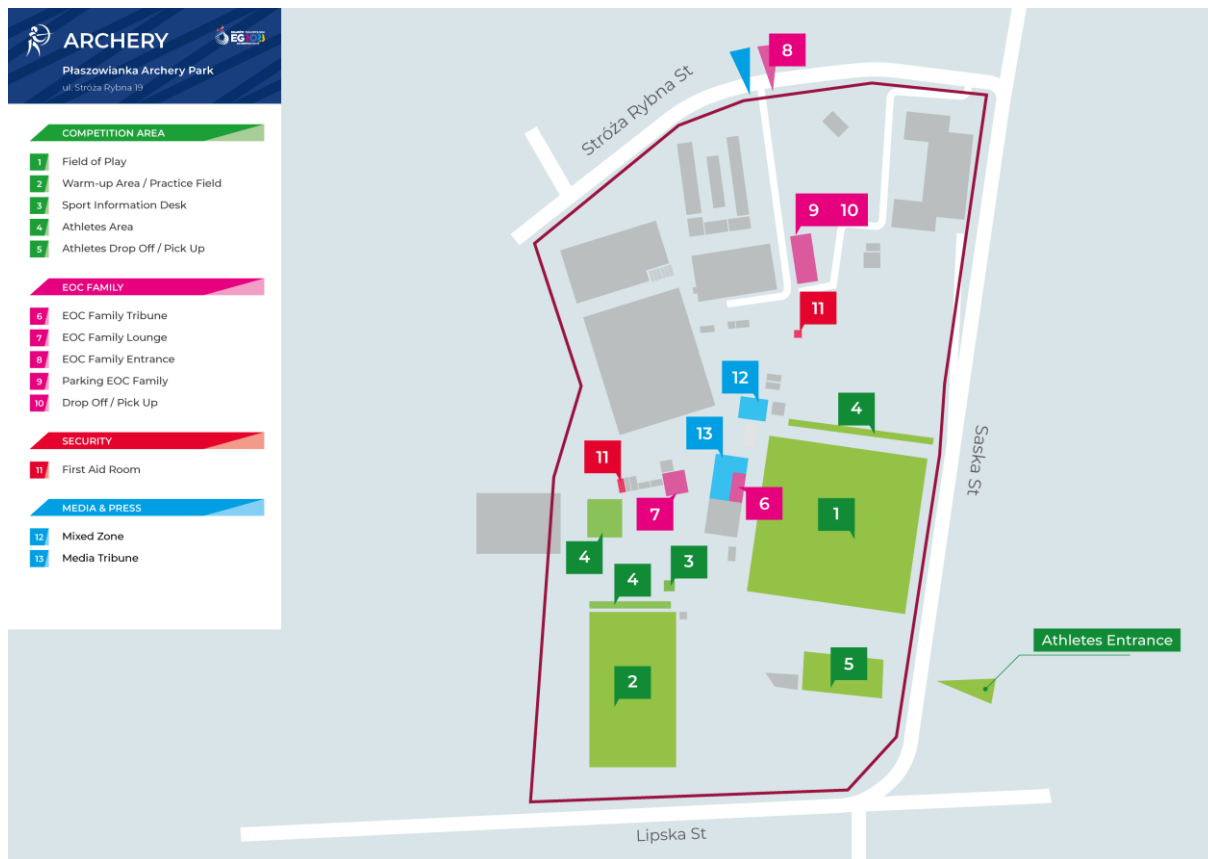 ARCHERY
EG2023
Płaszowianka Archery Park
ul. Stróża Rybna 19
COMPETITION AREA
1 Field of Play
2 Warm-up Area / Practice Field
3 Sport Information Desk
4 Athletes Area
5 Athletes Drop Off / Pick Up
EOC FAMILY
6 EOC Family Tribune
7 EOC Family Lounge
8 EOC Family Entrance
9 Parking EOC Family
10 Drop Off / Pick Up
SECURITY
11 First Aid Room
MEDIA & PRESS
12 Mixed Zone
13 Media Tribune
8
Stróża Rybna St
9 10
11
12
4
13
Saska St
11
7
6
1
4
3
4
Athletes Entrance
5
2
Lipska St